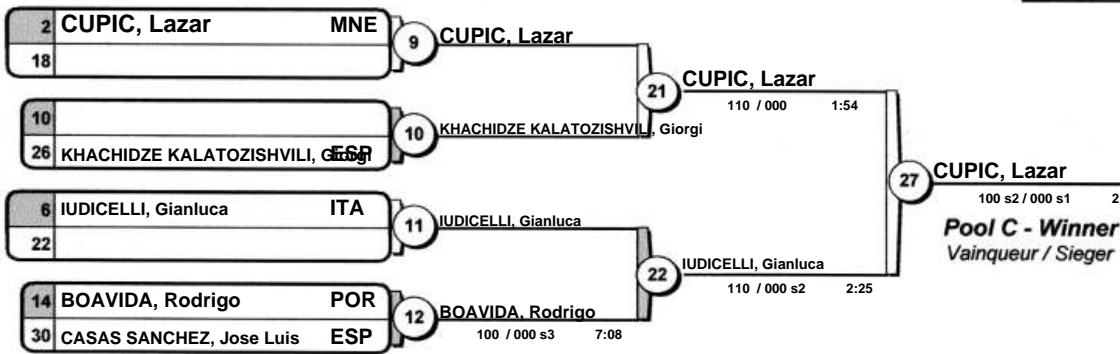 2 CUPIC, Lazar MNE
18
9 CUPIC, Lazar
10
26 KHACHIDZE KALATOZISHVILI, Giorgi ESP
10 KHACHIDZE KALATOZISHVILI, Giorgi
21 CUPIC, Lazar
110 / 000 1:54
6 IUDICELLI, Gianluca ITA
22
11 IUDICELLI, Gianluca
14 BOAVIDA, Rodrigo POR
30 CASAS SANCHEZ, Jose Luis ESP
12 BOAVIDA, Rodrigo
100 / 000 s3 7:08
22 IUDICELLI, Gianluca
110 / 000 s2 2:25
27 CUPIC, Lazar
100 s2 / 000 s1 2
Pool C - Winner
Vainqueur / Sieger